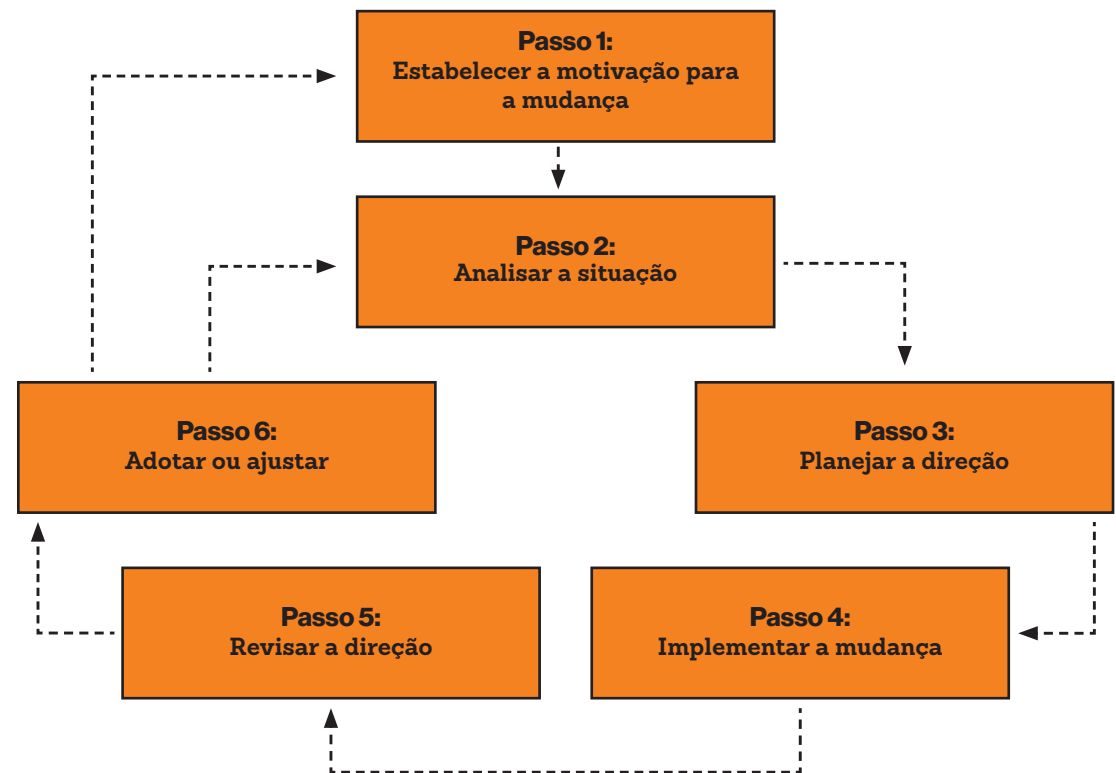 Passo 1:
Estabelecer a motivação para
a mudança
Passo 2:
Analisar a situação
Passo 3:
Planejar a direção
Passo 4:
Implementar a mudança
Passo 5:
Revisar a direção
Passo 6:
Adotar ou ajustar